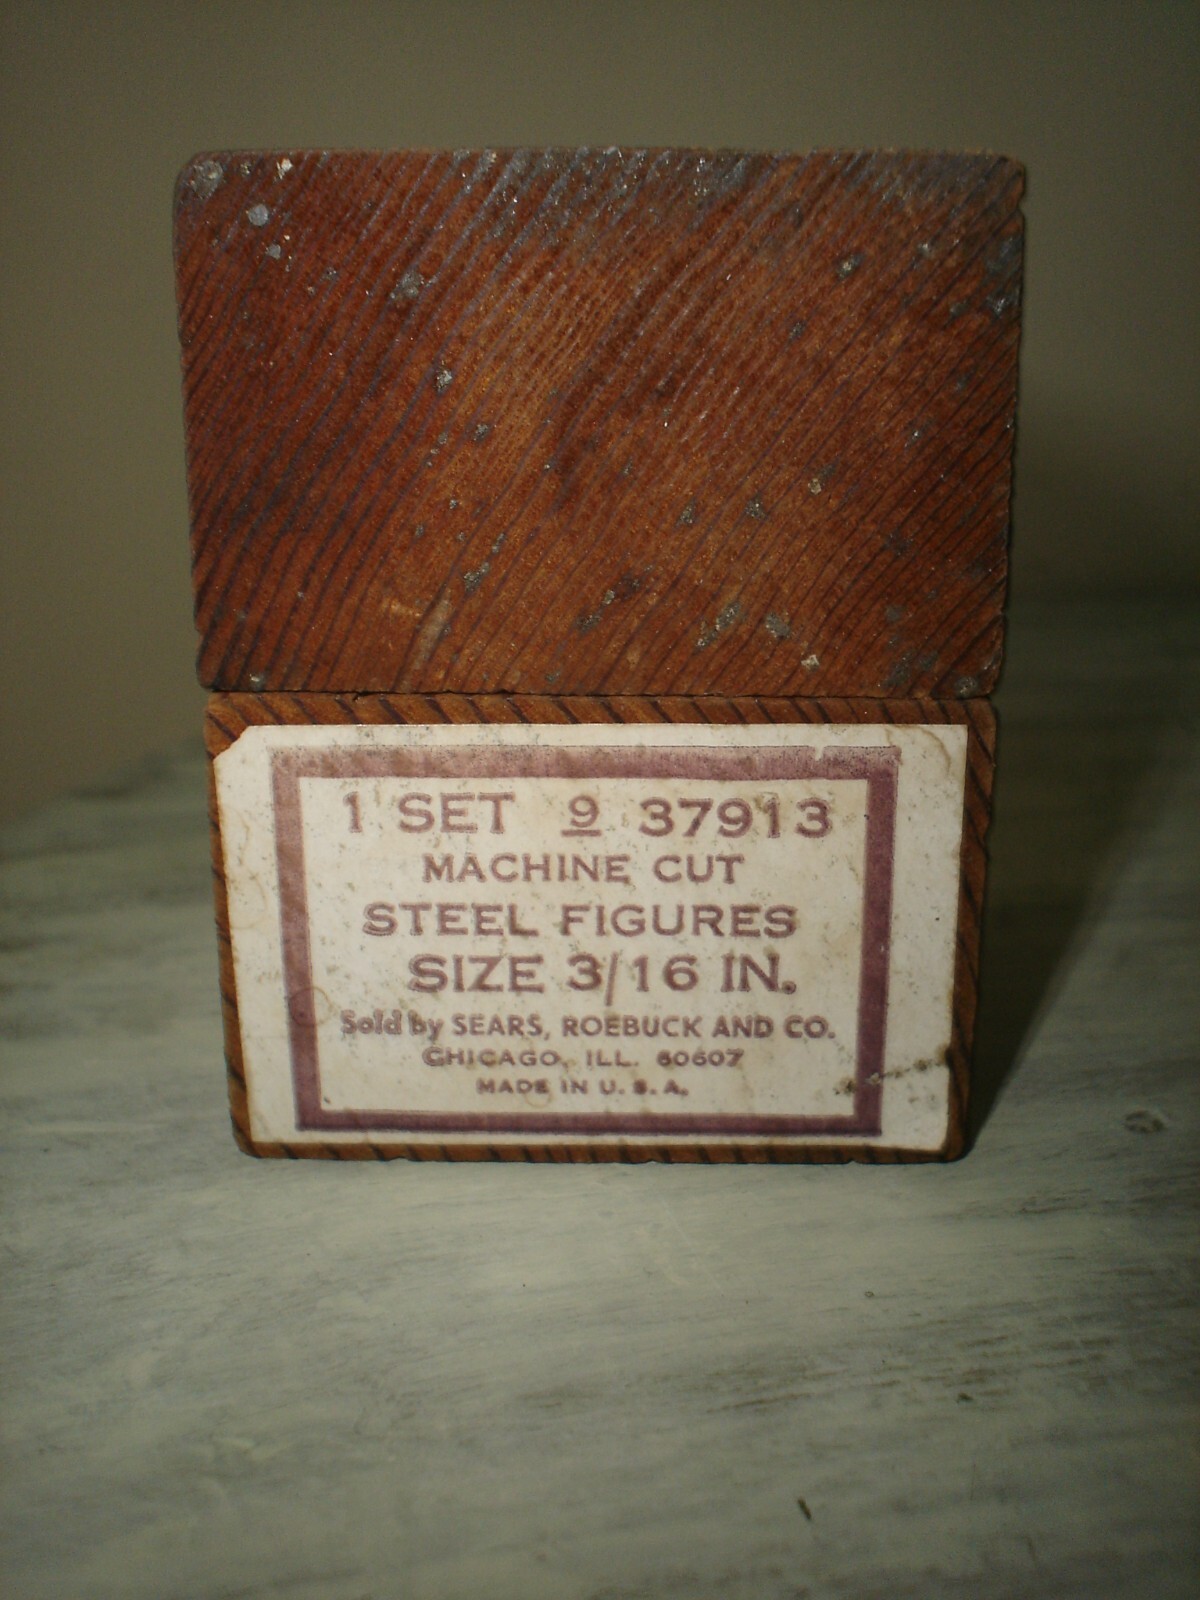 1 SET 9 37913
MACHINE CUT
STEEL FIGURES
SIZE 3/16 IN.
Sold by SEARS, ROEBUCK AND CO.
CHICAGO, ILL. 60607
MADE IN U.S.A.